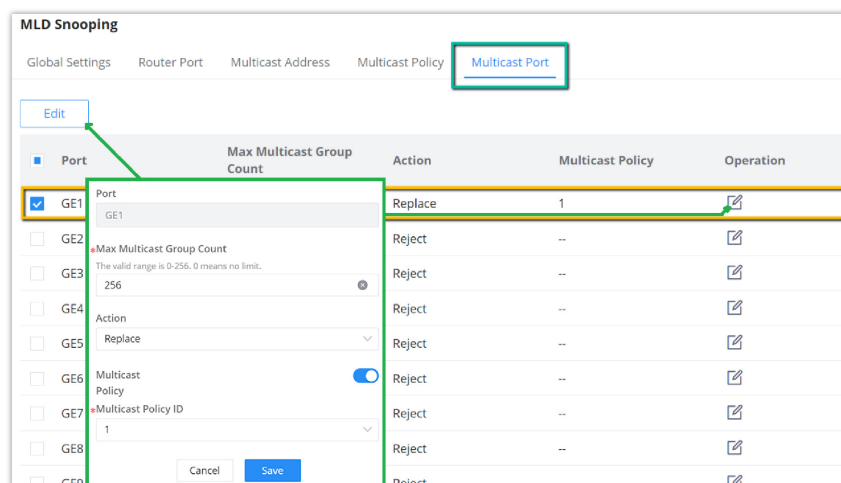 MLD Snooping
Global Settings Router Port Multicast Address Multicast Policy Multicast Port
Edit
Port Max Multicast Group Count Action Multicast Policy Operation
GE1 Replace 1
GE2 Reject --
GE3 Reject --
GE4 Reject --
GE5 Reject --
GE6 Reject --
GE7 Reject --
GE8 Reject --
Port
GE1
*Max Multicast Group Count
The valid range is 0-256. 0 means no limit.
256
Action
Replace
Multicast
Policy
*Multicast Policy ID
1
Cancel Save